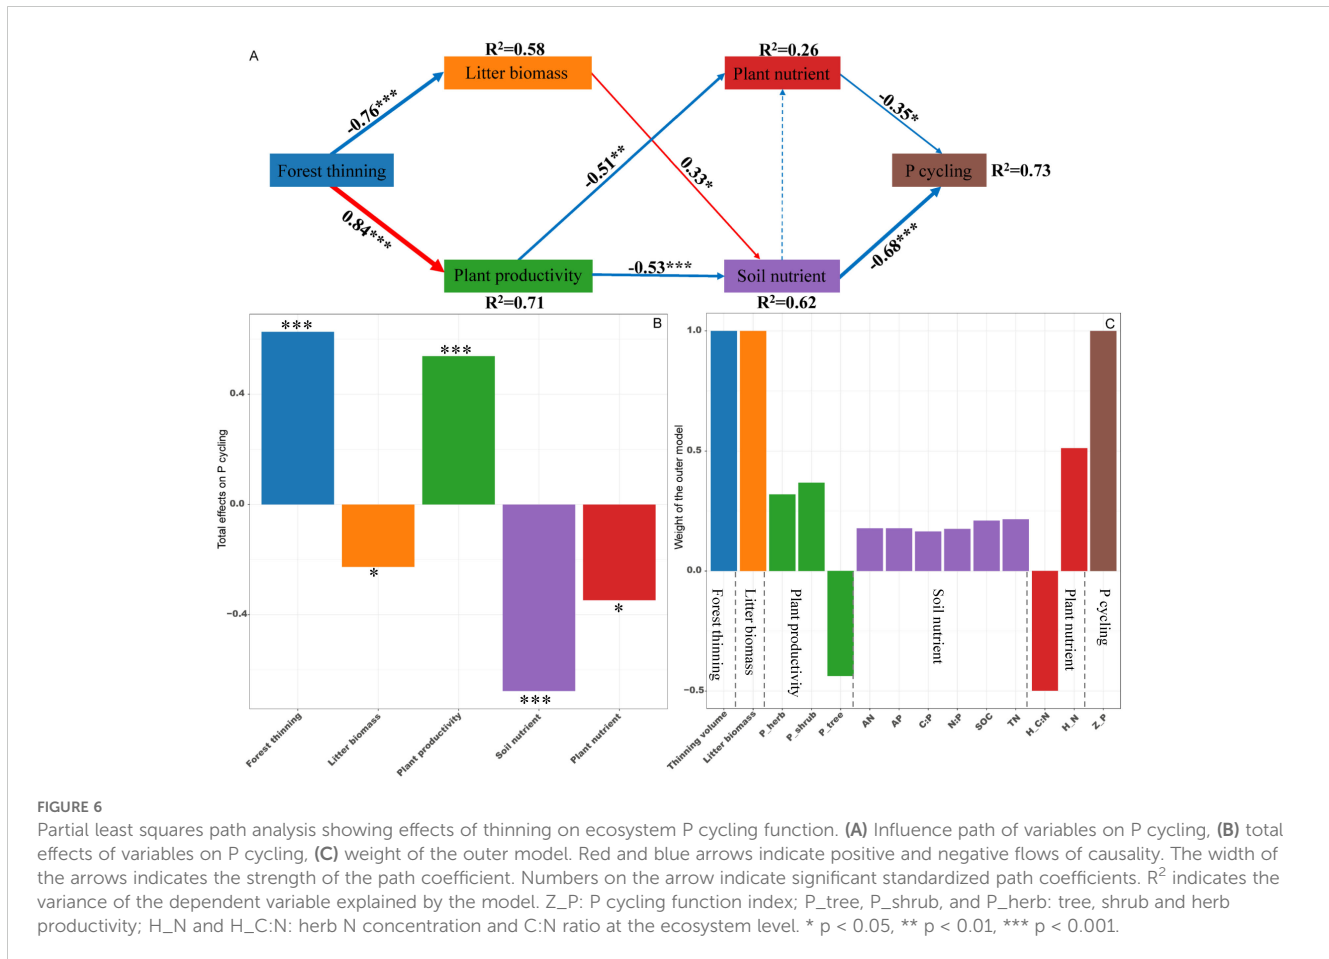 A
R²=0.58
Litter biomass
R²=0.26
Plant nutrient
-0.76***
-0.35*
-0.51**
0.33*
Forest thinning
P cycling
R²=0.73
0.84***
-0.68***
Plant productivity
-0.53***
Soil nutrient
R²=0.71
R²=0.62
B
***
***
*
*
***
0.4
0.0
−0.4
Total effects on P cycling
Forest thinning
Litter biomass
Plant productivity
Soil nutrient
Plant nutrient
C
1.0
0.5
0.0
−0.5
Weight of the outer model
Forest thinning
Litter biomass
Plant productivity
Soil nutrient
Plant nutrient
P cycling
Thinning volume
Litter biomass
P_herb
P_shrub
P_tree
AN
AP
C:P
N:P
SOC
TN
H_C:N
H_N
Z_P
FIGURE 6
Partial least squares path analysis showing effects of thinning on ecosystem P cycling function. (A) Influence path of variables on P cycling, (B) total
effects of variables on P cycling, (C) weight of the outer model. Red and blue arrows indicate positive and negative flows of causality. The width of
the arrows indicates the strength of the path coefficient. Numbers on the arrow indicate significant standardized path coefficients. R² indicates the
variance of the dependent variable explained by the model. Z_P: P cycling function index; P_tree, P_shrub, and P_herb: tree, shrub and herb
productivity; H_N and H_C:N: herb N concentration and C:N ratio at the ecosystem level. * p < 0.05, ** p < 0.01, *** p < 0.001.